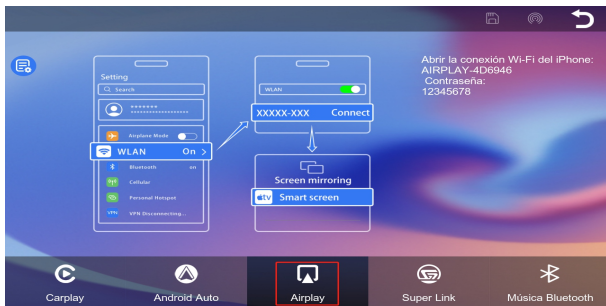 Abrir la conexión Wi-Fi del iPhone:
AIRPLAY-4D6946
Contraseña:
12345678
Setting
Search
*******
******************
Airplane Mode
WLAN On >
Bluetooth on
Cellular
Personal Hotspot
VPN VPN Disconnecting...
WLAN
XXXXX-XXX Connect
Screen mirroring
tv Smart screen
Carplay
Android Auto
Airplay
Super Link
Música Bluetooth